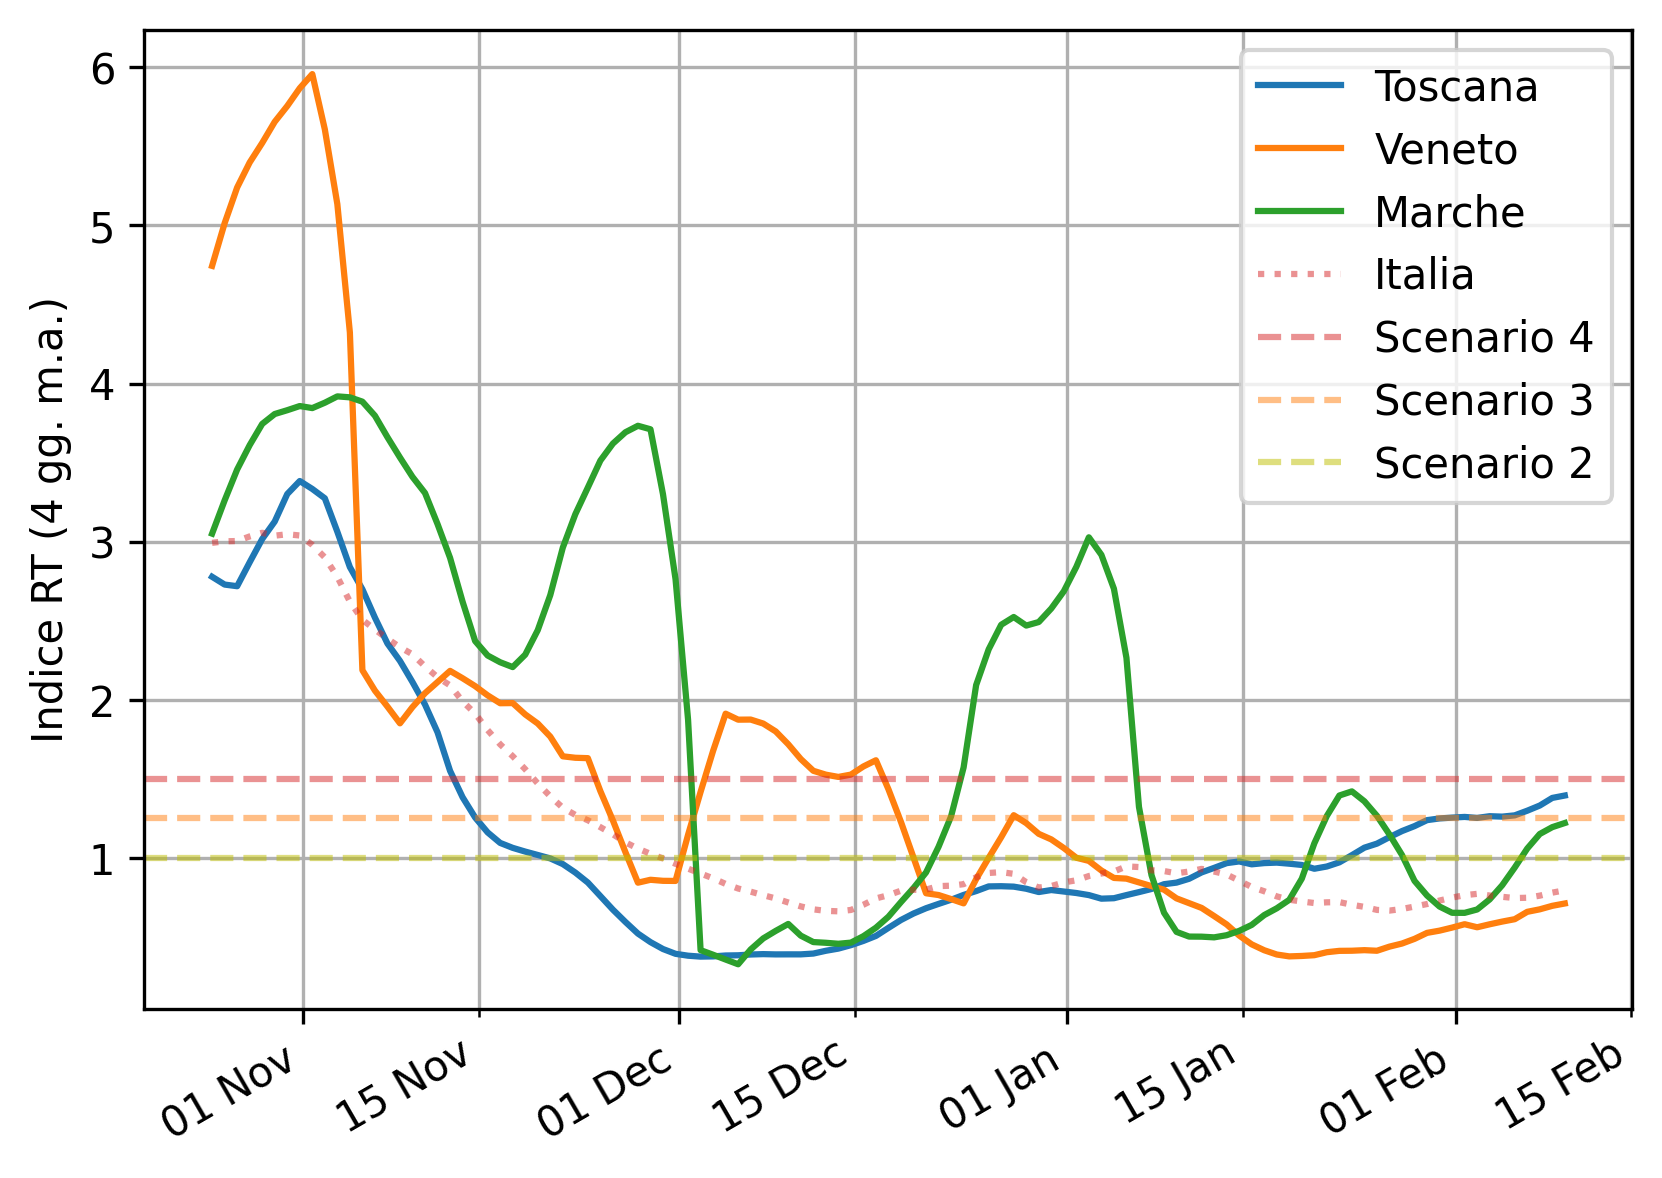 Indice RT (4 gg. m.a.)
6
5
4
3
2
1
Toscana
Veneto
Marche
Italia
Scenario 4
Scenario 3
Scenario 2
01 Nov
15 Nov
01 Dec
15 Dec
01 Jan
15 Jan
01 Feb
15 Feb